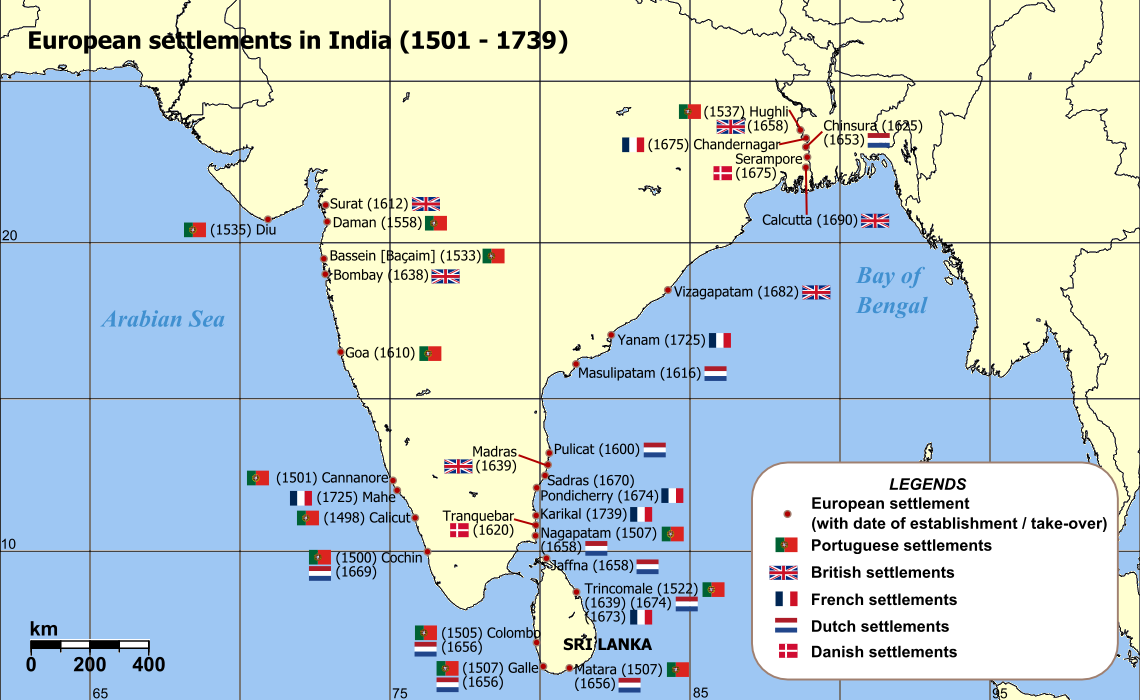 European settlements in India (1501 - 1739)
(1537) Hughli
(1658)
Chinsura (1625)
(1653)
(1675) Chandernagar
Serampore
(1675)
Calcutta (1690)
Surat (1612)
Daman (1558)
(1535) Diu
20
Bassein [Baçaim] (1533)
Bombay (1638)
Bay of
Bengal
Vizagapatam (1682)
Arabian Sea
Yanam (1725)
Goa (1610)
Masulipatam (1616)
Madras
(1639)
Pulicat (1600)
(1501) Cannanore
Sadras (1670)
(1725) Mahe
Pondicherry (1674)
(1498) Calicut
Tranquebar
(1620)
Karikal (1739)
Nagapatam (1507)
(1658)
10
(1500) Cochin
(1669)
Jaffna (1658)
Trincomale (1522)
(1639) (1674)
(1673)
(1505) Colombo
(1656)
SRI LANKA
(1507) Galle
(1656)
Matara (1507)
(1656)
LEGENDS
European settlement
(with date of establishment / take-over)
Portuguese settlements
British settlements
French settlements
Dutch settlements
Danish settlements
km
0 200 400
65 75 85 95